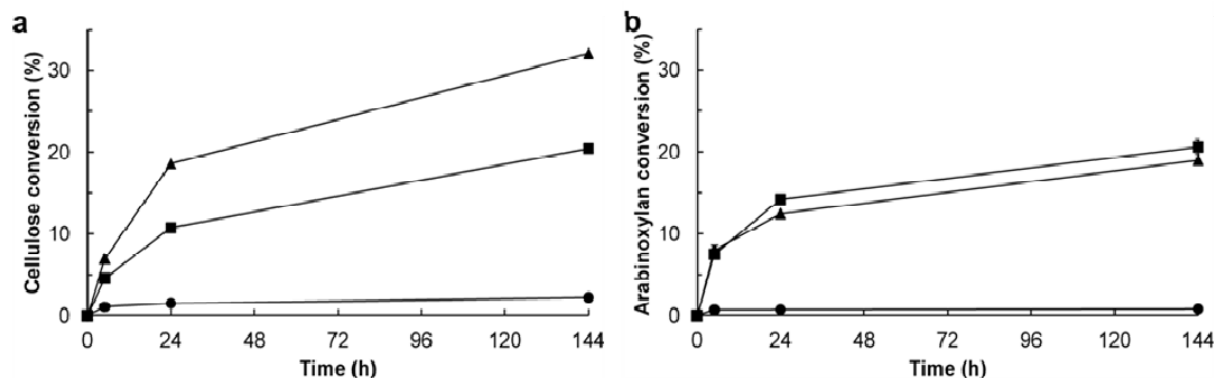 a
Cellulose conversion (%)
30
20
10
0
0 24 48 72 96 120 144
Time (h)
b
Arabinoxylan conversion (%)
30
20
10
0
0 24 48 72 96 120 144
Time (h)